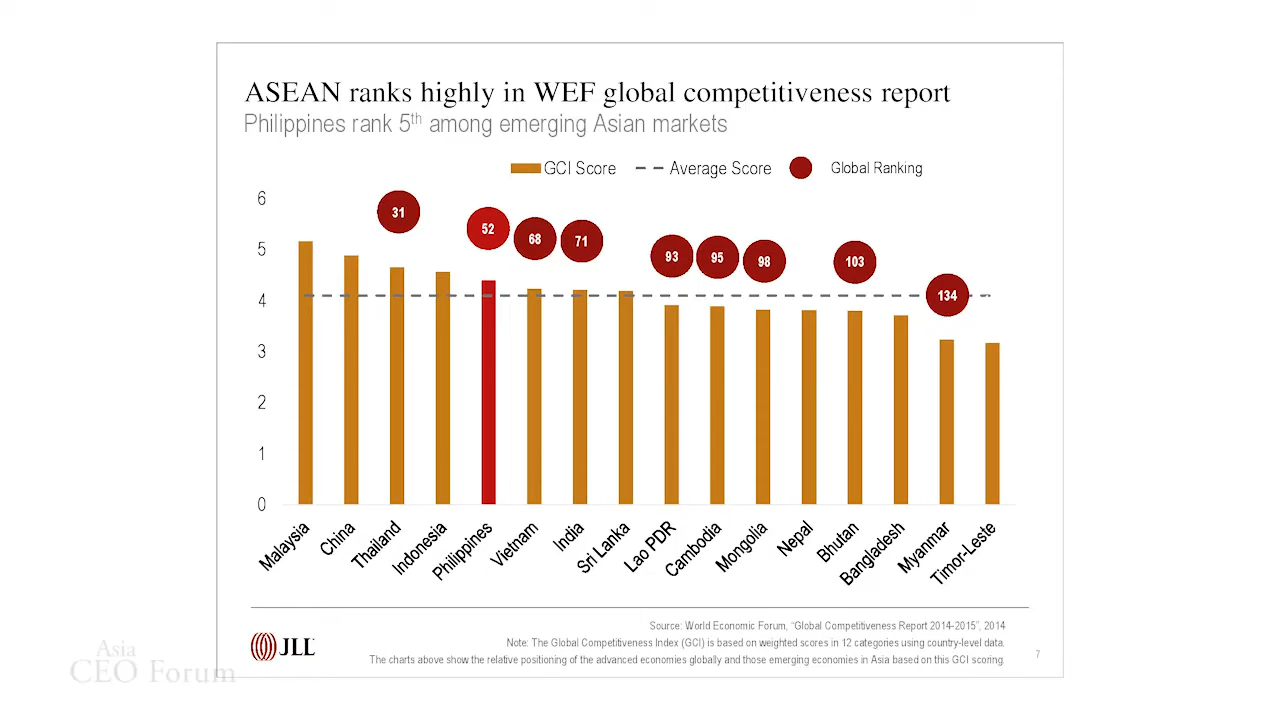 ASEAN ranks highly in WEF global competitiveness report
Philippines rank 5th among emerging Asian markets
GCI Score Average Score Global Ranking
6
5
4
3
2
1
0
31
52
68
71
93
95
98
103
134
Malaysia
China
Thailand
Indonesia
Philippines
Vietnam
India
Sri Lanka
Lao PDR
Cambodia
Mongolia
Nepal
Bhutan
Bangladesh
Myanmar
Timor-Leste
Source: World Economic Forum, "Global Competitiveness Report 2014-2015", 2014
Note: The Global Competitiveness Index (GCI) is based on weighted scores in 12 categories using country-level data.
The charts above show the relative positioning of the advanced economies globally and those emerging economies in Asia based on this GCI scoring.
7
JLL
Asia
CEO Forum